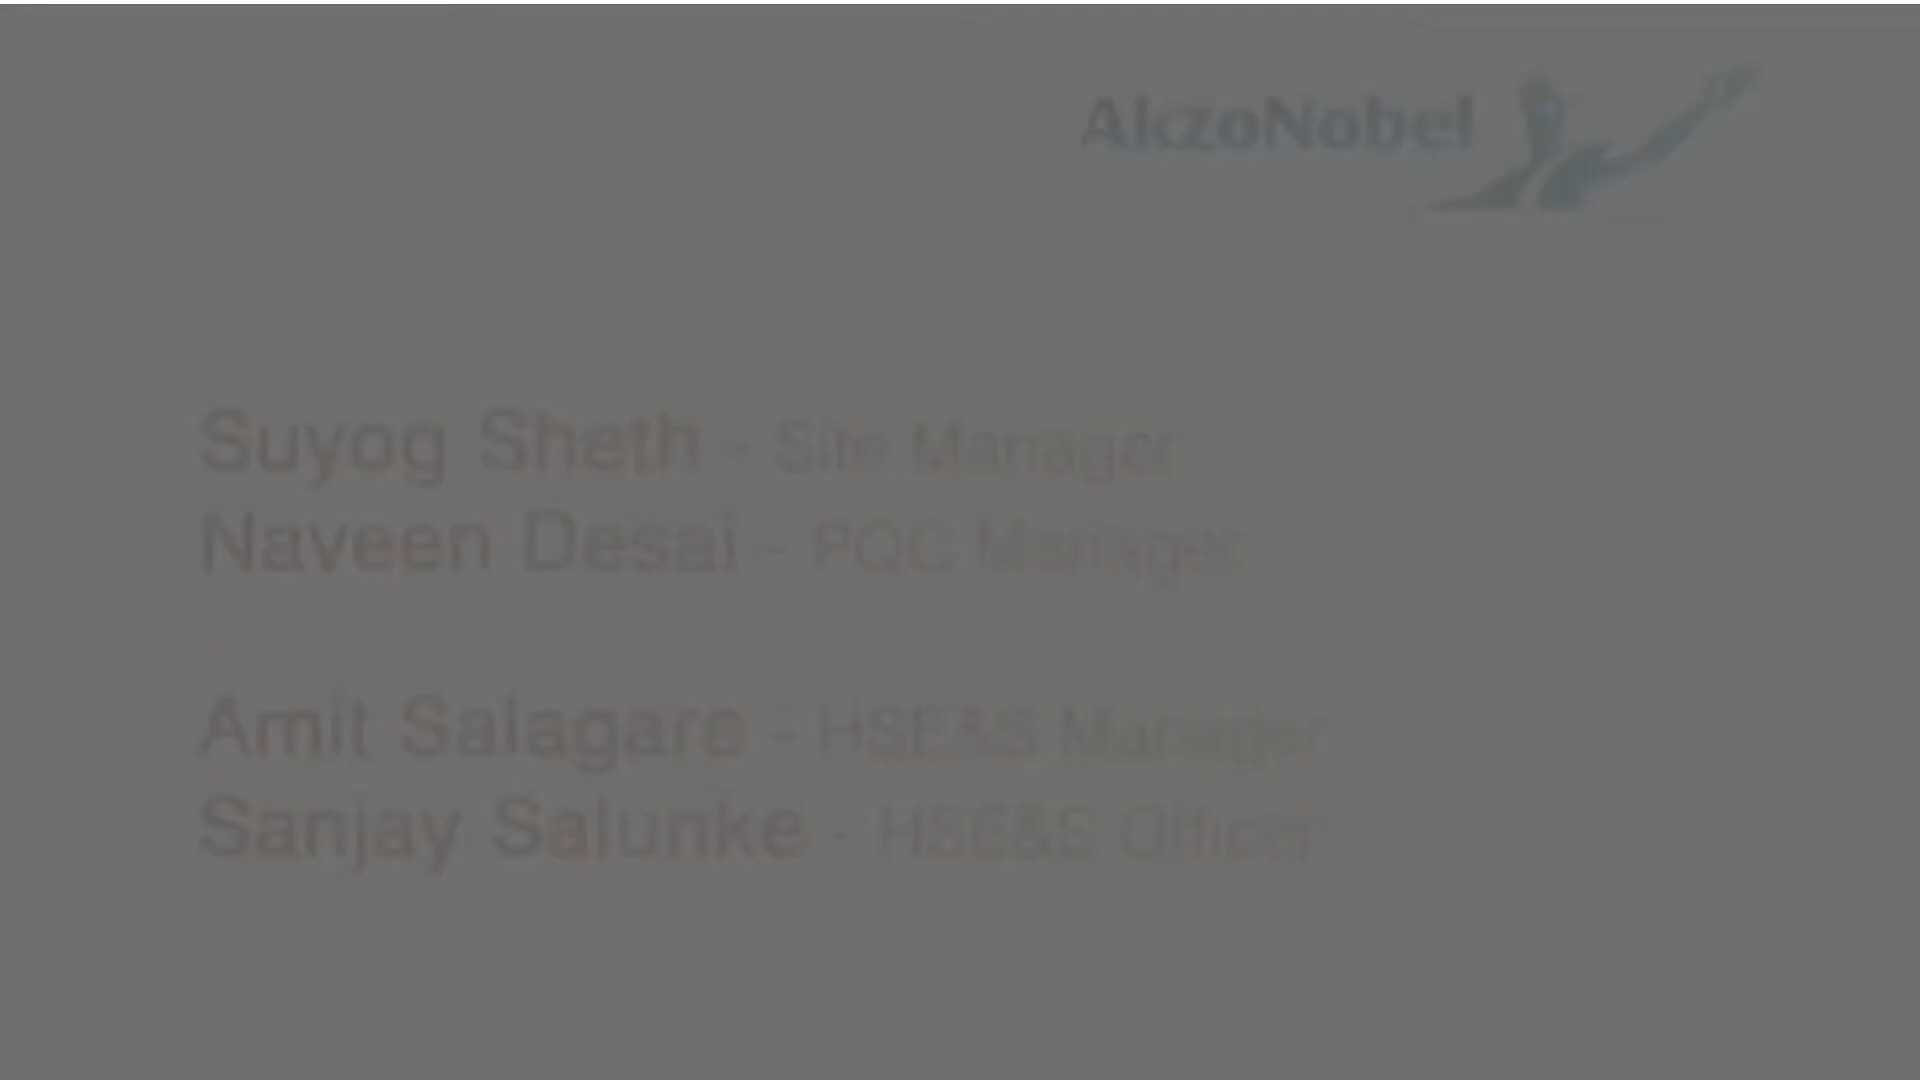 AkzoNobel
Suyog Sheth - Site Manager
Naveen Desai - PQC Manager
Amit Salagare - HSE&S Manager
Sanjay Salunke - HSE&S Officer